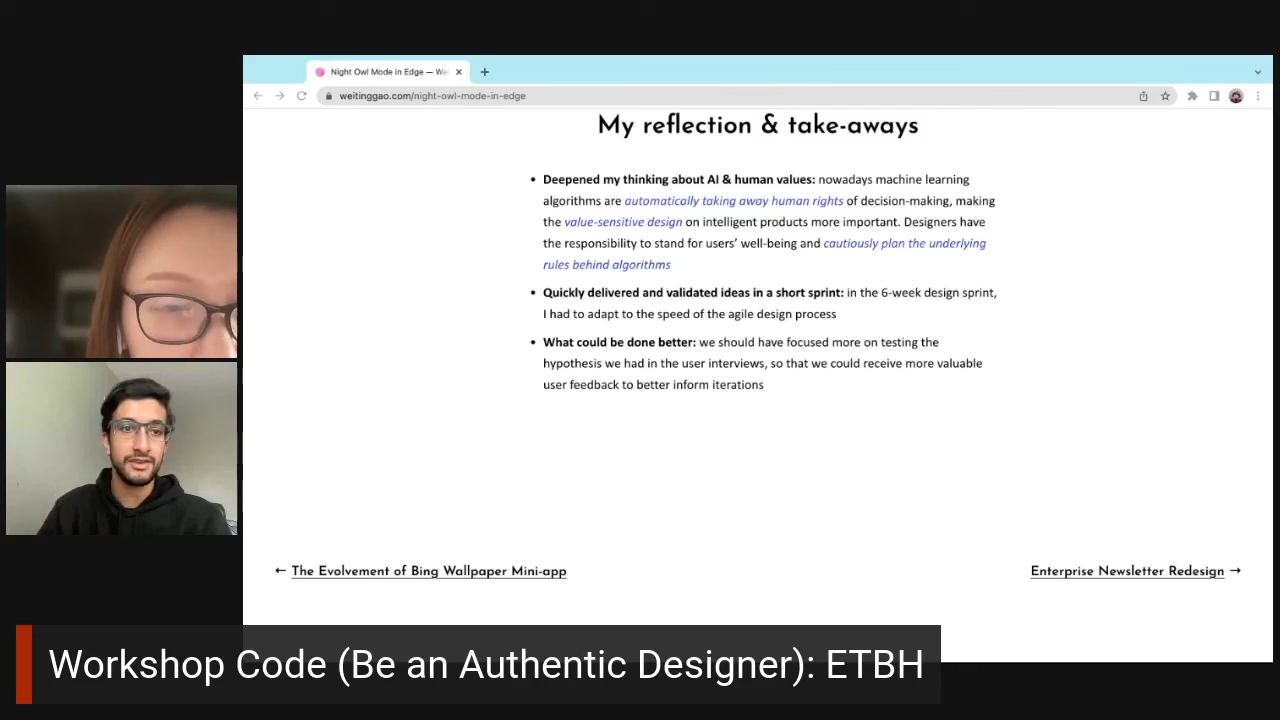 Night Owl Mode in Edge — We
weitinggao.com/night-owl-mode-in-edge
My reflection & take-aways
• Deepened my thinking about AI & human values: nowadays machine learning
algorithms are automatically taking away human rights of decision-making, making
the value-sensitive design on intelligent products more important. Designers have
the responsibility to stand for users’ well-being and cautiously plan the underlying
rules behind algorithms
• Quickly delivered and validated ideas in a short sprint: in the 6-week design sprint,
I had to adapt to the speed of the agile design process
• What could be done better: we should have focused more on testing the
hypothesis we had in the user interviews, so that we could receive more valuable
user feedback to better inform iterations
← The Evolvement of Bing Wallpaper Mini-app
Enterprise Newsletter Redesign →
Workshop Code (Be an Authentic Designer): ETBH